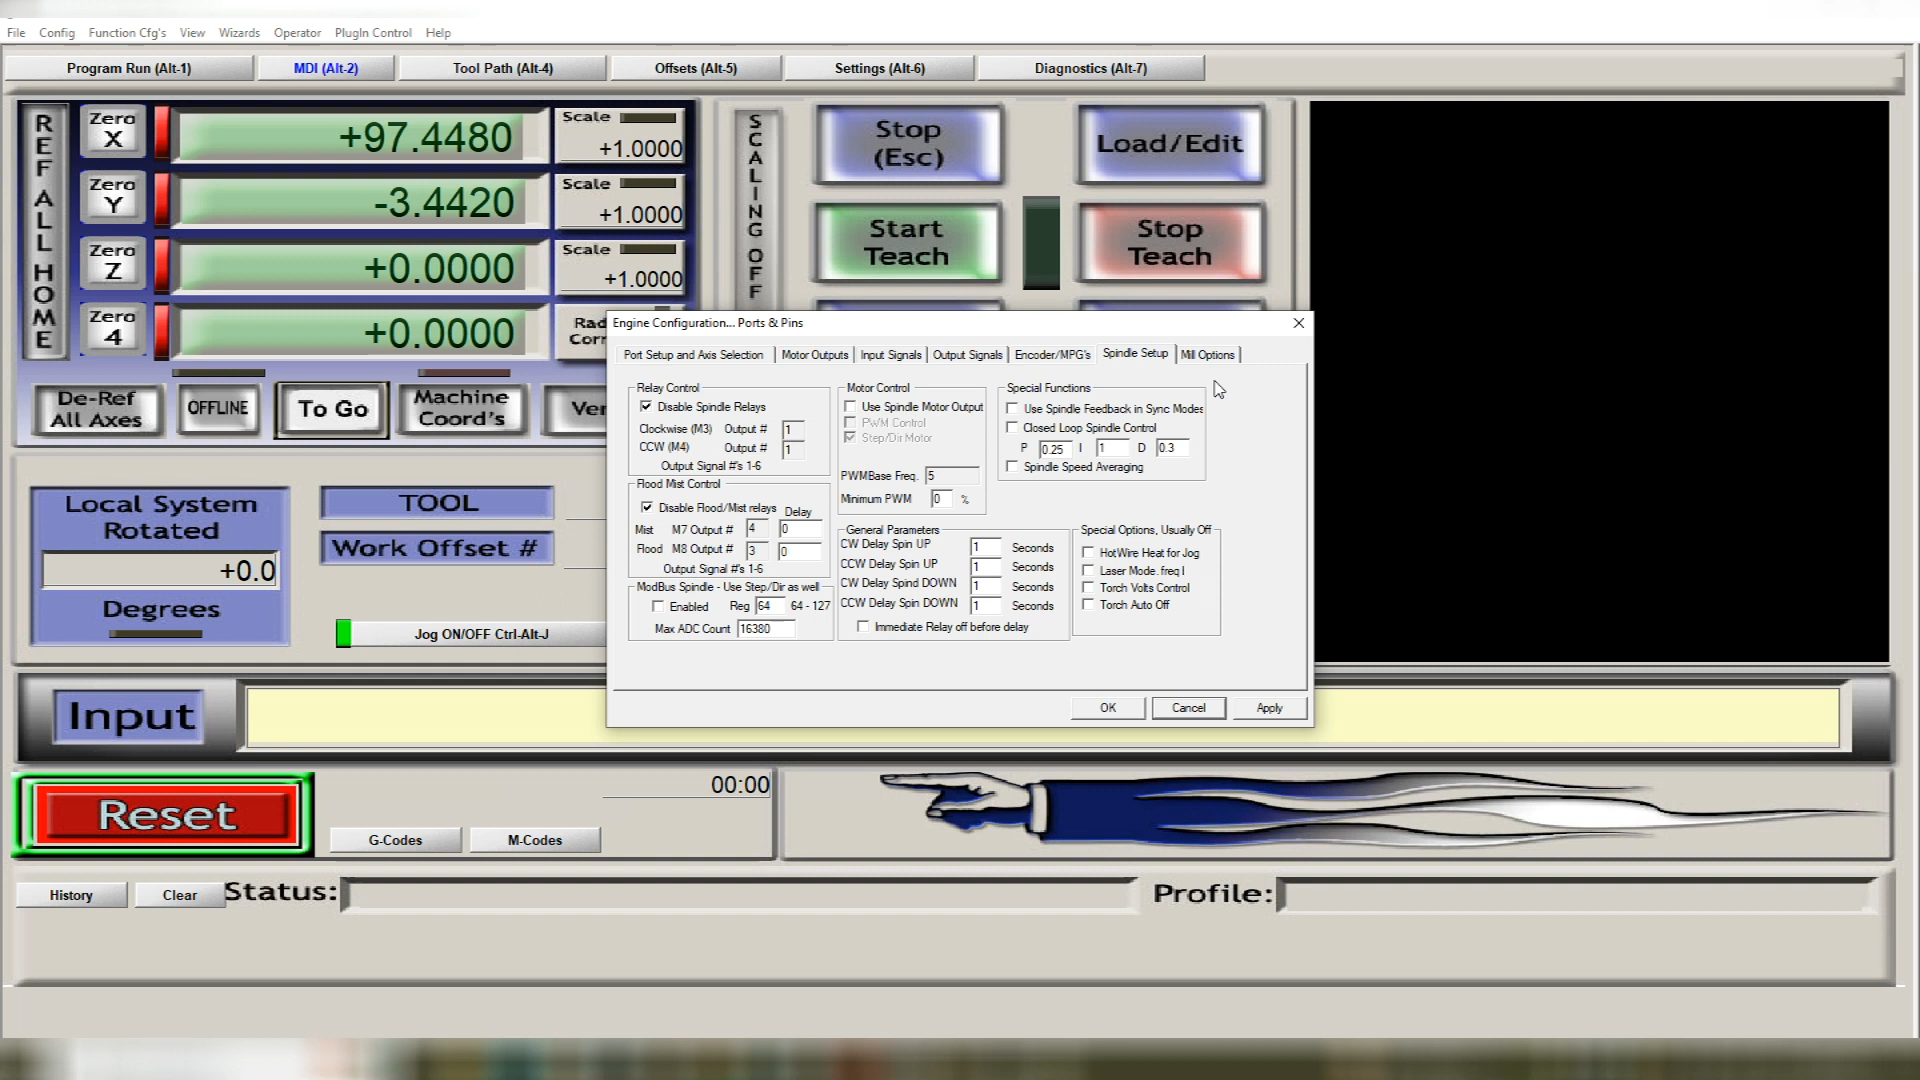 File Config Function Cfg's View Wizards Operator PlugIn Control Help
Program Run (Alt-1) MDI (Alt-2) Tool Path (Alt-4) Offsets (Alt-5) Settings (Alt-6) Diagnostics (Alt-7)
REF ALL HOME
Zero X +97.4480 Scale +1.0000
Zero Y -3.4420 Scale +1.0000
Zero Z +0.0000 Scale +1.0000
Zero 4 +0.0000
SCALING OFF
Stop (Esc)
Load/Edit
Start Teach
Stop Teach
De-Ref All Axes
OFFLINE
To Go
Machine Coord's
Local System Rotated
+0.0
Degrees
TOOL
Work Offset #
Jog ON/OFF Ctrl-Alt-J
Engine Configuration... Ports & Pins
Port Setup and Axis Selection Motor Outputs Input Signals Output Signals Encoder/MPG's Spindle Setup Mill Options
Relay Control
Disable Spindle Relays
Clockwise (M3) Output # 1
CCW (M4) Output # 1
Output Signal #'s 1-6
Flood Mist Control
Disable Flood/Mist relays Delay
Mist M7 Output # 4 0
Flood M8 Output # 3 0
Output Signal #'s 1-6
ModBus Spindle - Use Step/Dir as well
Enabled Reg 64 64 - 127
Max ADC Count 16380
Motor Control
Use Spindle Motor Output
PWM Control
Step/Dir Motor
PWMBase Freq. 5
Minimum PWM 0 %
General Parameters
CW Delay Spin UP 1 Seconds
CCW Delay Spin UP 1 Seconds
CW Delay Spind DOWN 1 Seconds
CCW Delay Spin DOWN 1 Seconds
Immediate Relay off before delay
Special Functions
Use Spindle Feedback in Sync Modes
Closed Loop Spindle Control
P 0.25 I 1 D 0.3
Spindle Speed Averaging
Special Options, Usually Off
HotWire Heat for Jog
Laser Mode. freq
Torch Volts Control
Torch Auto Off
OK Cancel Apply
Input
Reset
00:00
G-Codes M-Codes
History Clear Status: Profile: